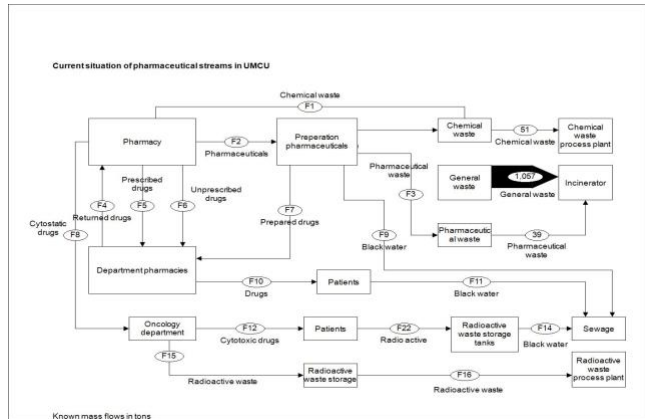 Current situation of pharmaceutical streams in UMCU
Chemical waste
F1
Pharmacy
F2
Pharmaceuticals
Preperation
pharmaceuticals
Chemical
waste
51
Chemical waste
Chemical
waste
process plant
Pharmaceutical
waste
F3
General
waste
1,057
General waste
Incinerator
Prescribed
drugs
Unprescribed
drugs
F4
Returned drugs
F5
F6
F7
Prepared drugs
Cytostatic
drugs
F8
F9
Black water
Pharmaceutic
al waste
39
Pharmaceutical
waste
Department pharmacies
F10
Drugs
Patients
F11
Black water
Oncology
department
F12
Cytotoxic drugs
Patients
F22
Radio active
Radioactive
waste storage
tanks
F14
Black water
Sewage
F15
Radioactive waste
Radioactive
waste storage
F16
Radioactive waste
Radioactive
waste
process plant
Known mass flows in tons